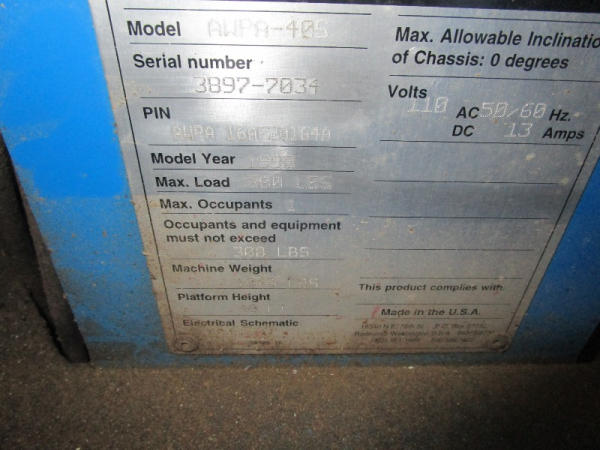 Model AWPA-40S
Serial number
3897-7034
PIN
Model Year
Max. Load 300 LBS
Max. Occupants 1
Occupants and equipment
must not exceed
300 LBS
Machine Weight
LBS
Platform Height
Electrical Schematic
Max. Allowable Inclinatio
of Chassis: 0 degrees
Volts
110 AC 50/60 Hz.
DC 13 Amps
This product complies with
Made in the U.S.A.